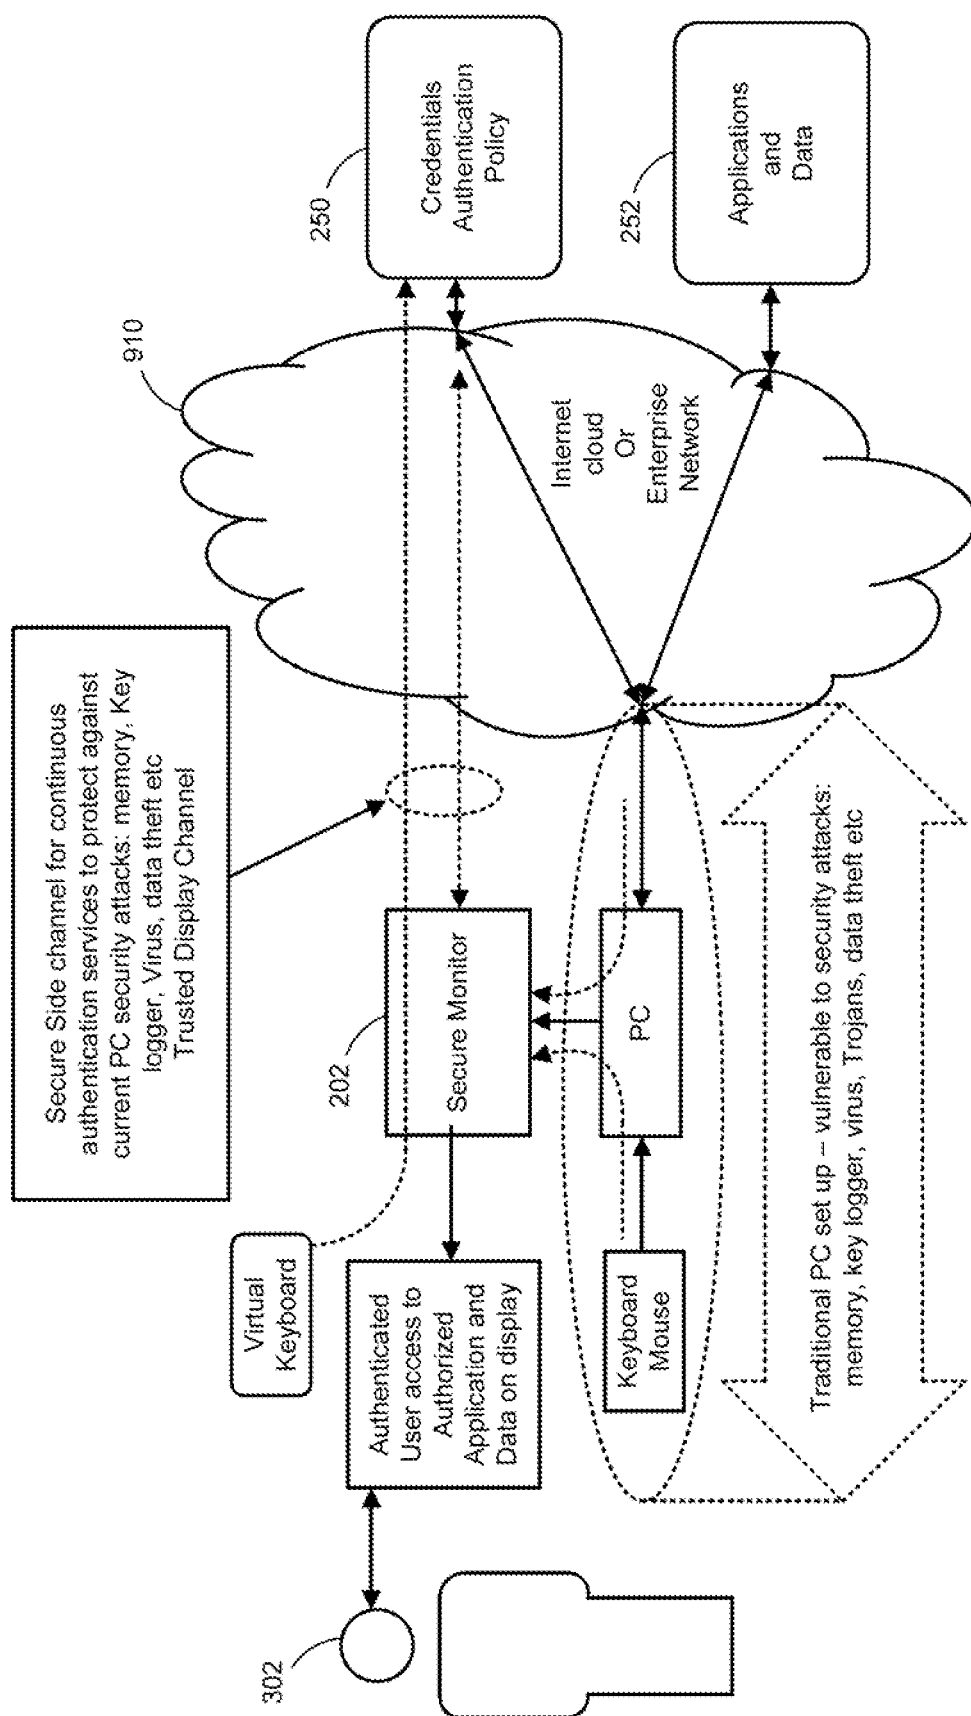 Secure Side channel for continuous
authentication services to protect against
current PC security attacks: memory, Key
logger, Virus, data theft etc
Trusted Display Channel
910
250
Credentials
Authentication
Policy
252
Applications
and
Data
Internet
cloud
Or
Enterprise
Network
202
Secure Monitor
PC
Virtual
Keyboard
Authenticated
User access to
Authorized
Application and
Data on display
Keyboard
Mouse
302
Traditional PC set up – vulnerable to security attacks:
memory, key logger, virus, Trojans, data theft etc